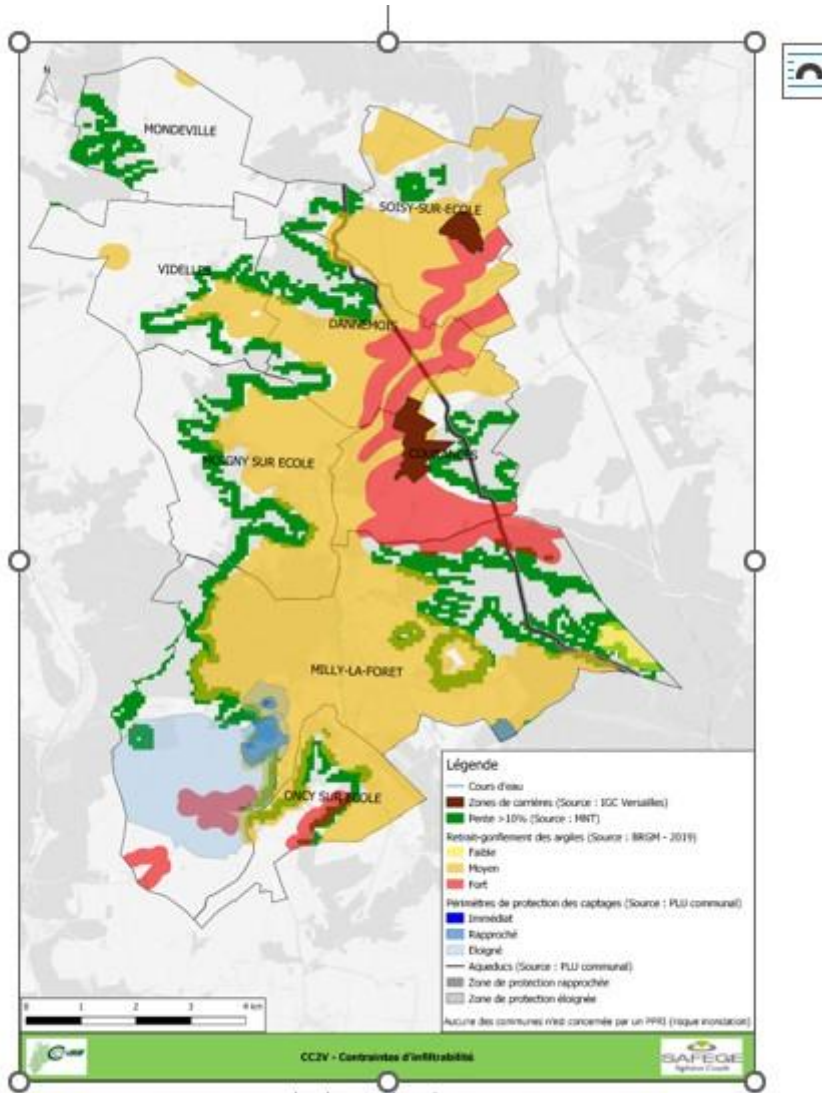 N
MONDEVILLE
SOISY-SUR-ECOLE
VIDELLES
DANNEMOIS
COURANCES
MOIGNY SUR ECOLE
MILLY-LA-FORET
ONCY SUR ECOLE
Légende
Cours d'eau
Zones de carrières (Source : IGC Versailles)
Pente >10% (Source : MNT)
Retrait-gonflement des argiles (Source : BRGM - 2019)
Faible
Moyen
Fort
Périmètres de protection des captages (Source : PLU communal)
Immédiat
Rapproché
Eloigné
Aqueducs (Source : PLU communal)
Zone de protection rapprochée
Zone de protection éloignée
Aucune des communes n'est concernée par un PPRI (risque inondation)
0 1 2 3 4 km
CC2V - Contraintes d'infiltrabilité
SAFEGE